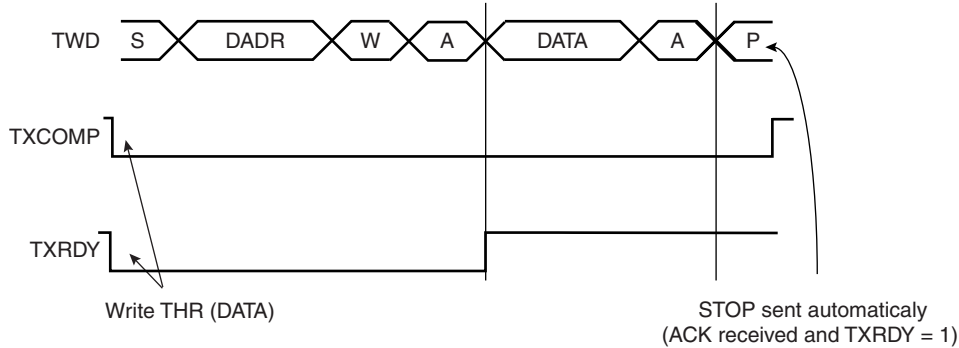 TWD S DADR W A DATA A P
TXCOMP
TXRDY
Write THR (DATA)
STOP sent automaticaly
(ACK received and TXRDY = 1)